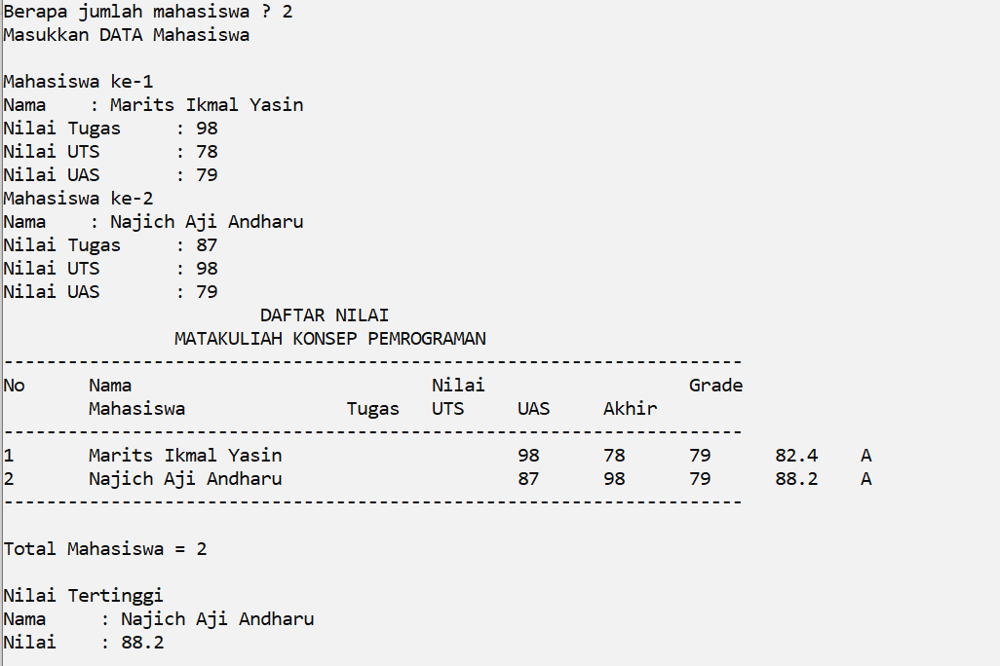 Berapa jumlah mahasiswa ? 2
Masukkan DATA Mahasiswa
Mahasiswa ke-1
Nama    : Marits Ikmal Yasin
Nilai Tugas     : 98
Nilai UTS       : 78
Nilai UAS       : 79
Mahasiswa ke-2
Nama    : Najich Aji Andharu
Nilai Tugas     : 87
Nilai UTS       : 98
Nilai UAS       : 79
                        DAFTAR NILAI
                MATAKULIAH KONSEP PEMROGRAMAN
---------------------------------------------------------------------
No      Nama                            Nilai                   Grade
        Mahasiswa               Tugas   UTS     UAS     Akhir
---------------------------------------------------------------------
1       Marits Ikmal Yasin                      98      78      79      82.4    A
2       Najich Aji Andharu                      87      98      79      88.2    A
---------------------------------------------------------------------
Total Mahasiswa = 2
Nilai Tertinggi
Nama     : Najich Aji Andharu
Nilai    : 88.2